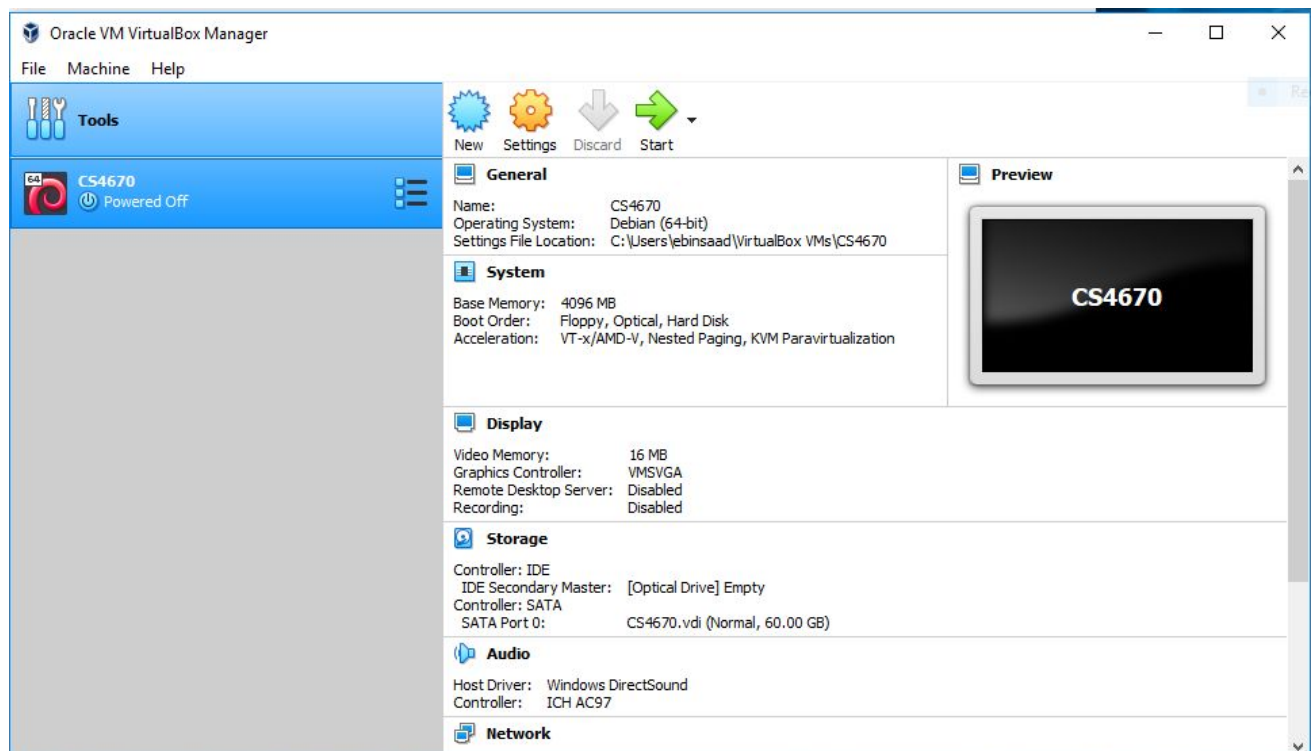 Oracle VM VirtualBox Manager
File Machine Help
Tools
New Settings Discard Start
64
CS4670
Powered Off
General
Name: CS4670
Operating System: Debian (64-bit)
Settings File Location: C:\Users\ebinsaad\VirtualBox VMs\CS4670
Preview
CS4670
System
Base Memory: 4096 MB
Boot Order: Floppy, Optical, Hard Disk
Acceleration: VT-x/AMD-V, Nested Paging, KVM Paravirtualization
Display
Video Memory: 16 MB
Graphics Controller: VMSVGA
Remote Desktop Server: Disabled
Recording: Disabled
Storage
Controller: IDE
IDE Secondary Master: [Optical Drive] Empty
Controller: SATA
SATA Port 0: CS4670.vdi (Normal, 60.00 GB)
Audio
Host Driver: Windows DirectSound
Controller: ICH AC97
Network